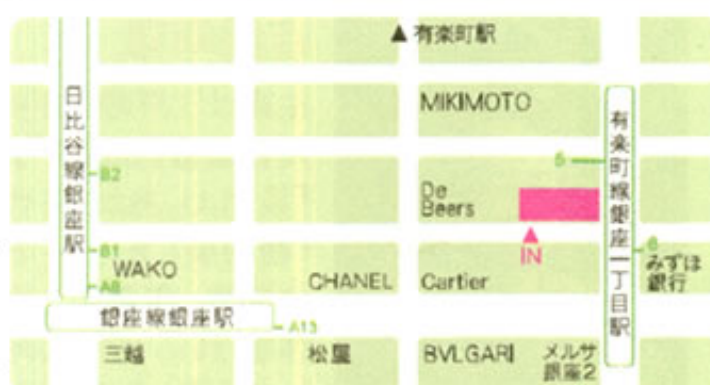 ▲有楽町駅
日比谷線銀座駅
MIKIMOTO
有楽町線銀座一丁目駅
5
B2
De
Beers
IN
6
B1
WAKO
CHANEL
Cartier
みずほ
銀行
A8
銀座線銀座駅
A13
三越
松屋
BVLGARI
メルサ
銀座2